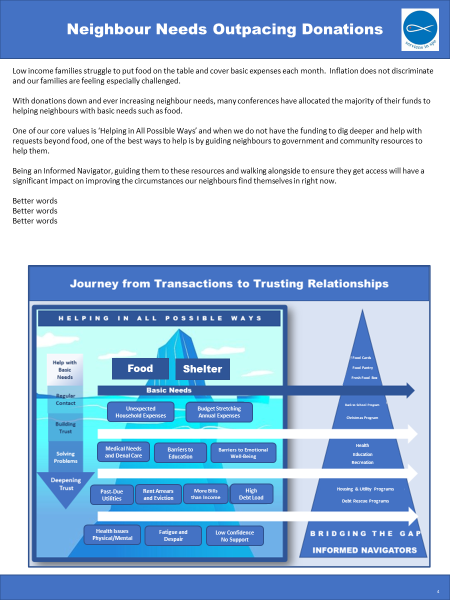 Neighbour Needs Outpacing Donations
Low income families struggle to put food on the table and cover basic expenses each month. Inflation does not discriminate
and our families are feeling especially challenged.
With donations down and ever increasing neighbour needs, many conferences have allocated the majority of their funds to
helping neighbours with basic needs such as food.
One of our core values is 'Helping in All Possible Ways' and when we do not have the funding to dig deeper and help with
requests beyond food, one of the best ways to help is by guiding neighbours to government and community resources to
help them.
Being an Informed Navigator, guiding them to these resources and walking alongside to ensure they get access will have a
significant impact on improving the circumstances our neighbours find themselves in right now.
Better words
Better words
Better words
Journey from Transactions to Trusting Relationships
HELPING IN ALL POSSIBLE WAYS
Help with
Basic
Needs
Regular
Contact
Building
Trust
Solving
Problems
Deepening
Trust
Food
Shelter
Basic Needs
Unexpected
Household Expenses
Budget Stretching
Annual Expenses
Medical Needs
and Denal Care
Barriers to
Education
Barriers to Emotional
Well-Being
Past-Due
Utilities
Rent Arrears
and Eviction
More Bills
than Income
High
Debt Load
Health Issues
Physical/Mental
Fatigue and
Despair
Low Confidence
No Support
Food Cards
Food Pantry
Fresh Food Box
Back to School Program
Christmas Program
Health
Education
Recreation
Housing & Utility Programs
Debt Rescue Programs
BRIDGING THE GAP
INFORMED NAVIGATORS
4